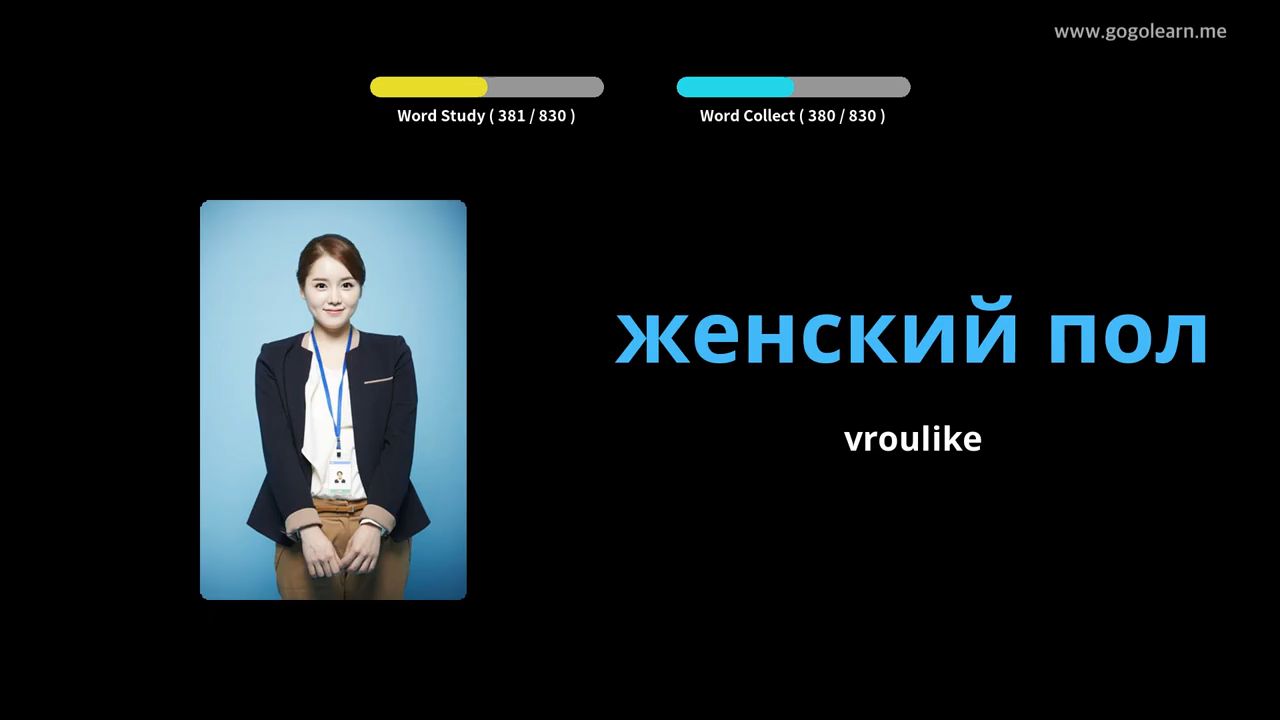 www.gogolearn.me
Word Study ( 381 / 830 )
Word Collect ( 380 / 830 )
женский пол
vroulike